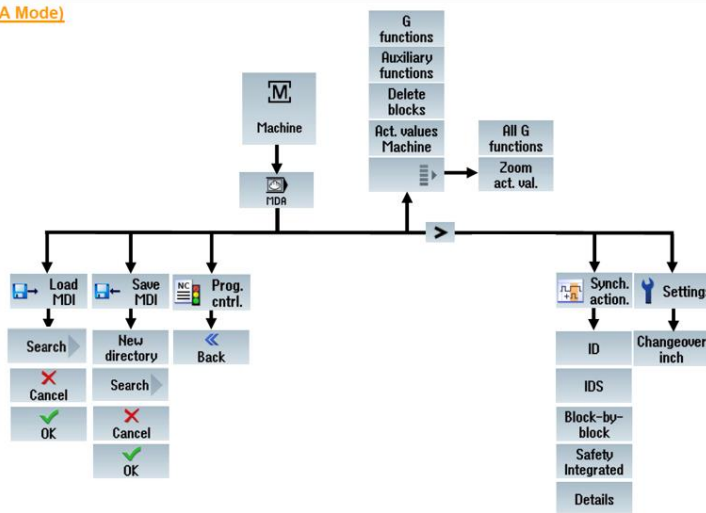 A Mode)
G
functions
Auxiliary
functions
Delete
blocks
Act. values
Machine
All G
functions
Zoom
act. val.
M
Machine
MDA
>
Load
MDI
Search
Cancel
OK
Save
MDI
New
directory
Search
Cancel
OK
NC
Prog.
cntrl.
Back
Synch.
action.
ID
IDS
Block-by-
block
Safety
Integrated
Details
Settings
Changeover
inch